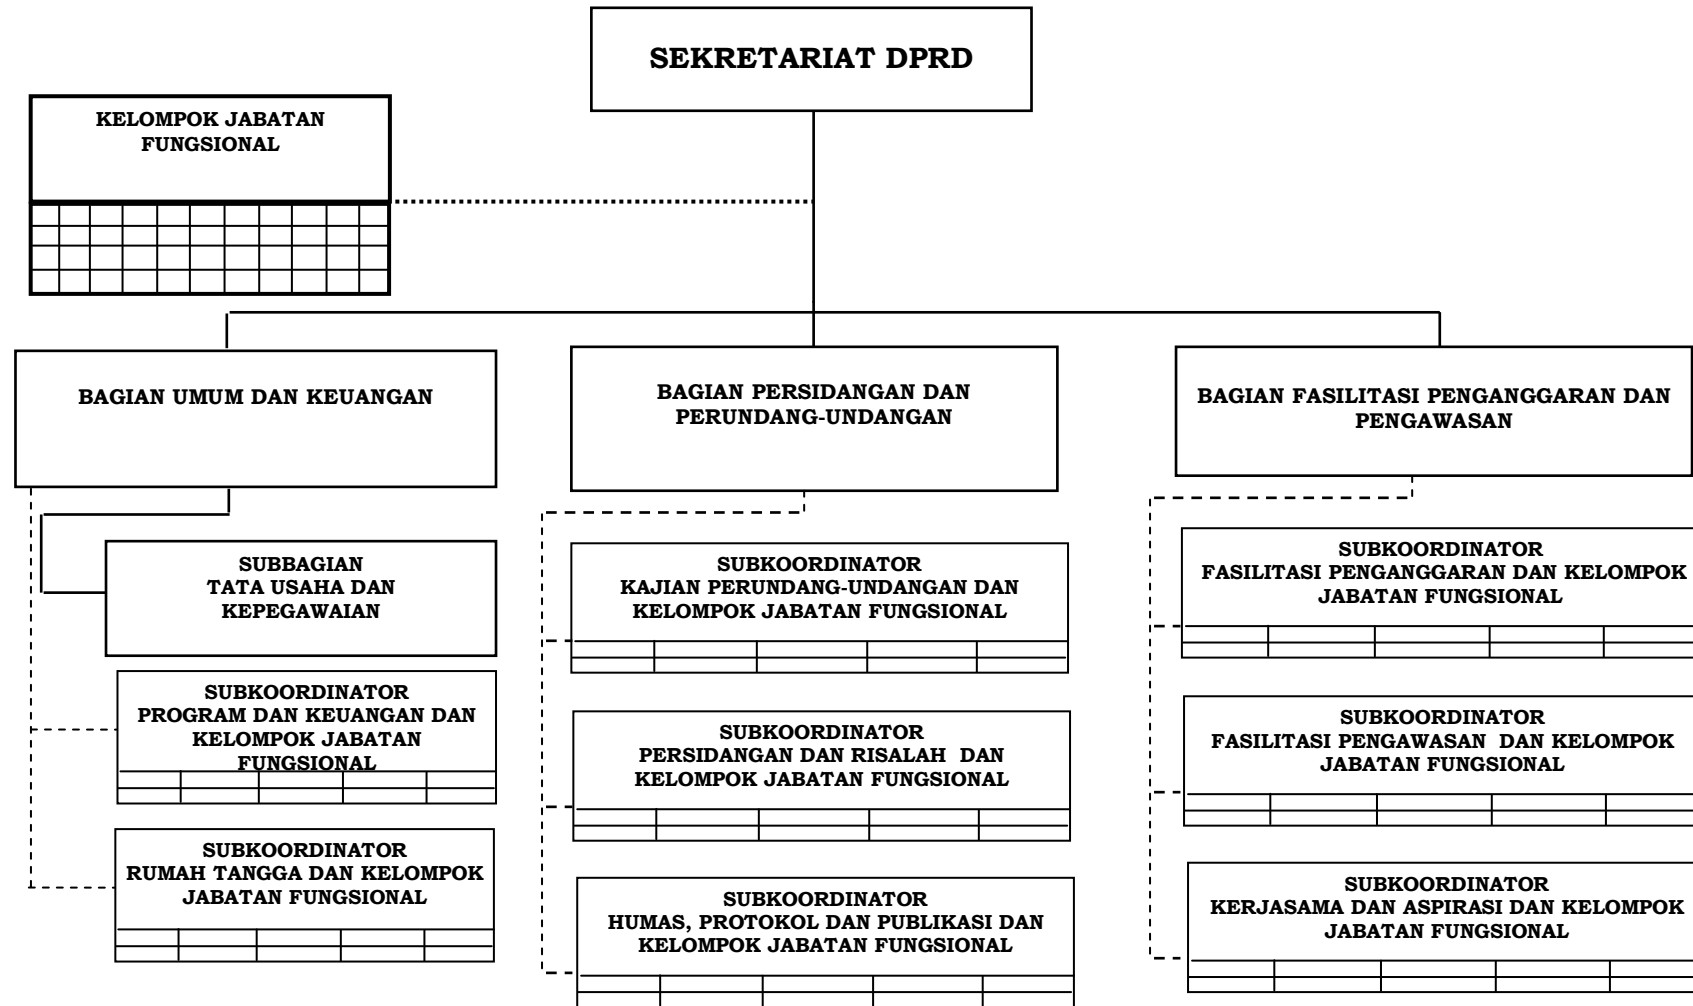 SEKRETARIAT DPRD
KELOMPOK JABATAN
FUNGSIONAL
BAGIAN UMUM DAN KEUANGAN
BAGIAN PERSIDANGAN DAN
PERUNDANG-UNDANGAN
BAGIAN FASILITASI PENGANGGARAN DAN
PENGAWASAN
SUBBAGIAN
TATA USAHA DAN
KEPEGAWAIAN
SUBKOORDINATOR
PROGRAM DAN KEUANGAN DAN
KELOMPOK JABATAN
FUNGSIONAL
SUBKOORDINATOR
RUMAH TANGGA DAN KELOMPOK
JABATAN FUNGSIONAL
SUBKOORDINATOR
KAJIAN PERUNDANG-UNDANGAN DAN
KELOMPOK JABATAN FUNGSIONAL
SUBKOORDINATOR
PERSIDANGAN DAN RISALAH  DAN
KELOMPOK JABATAN FUNGSIONAL
SUBKOORDINATOR
HUMAS, PROTOKOL DAN PUBLIKASI DAN
KELOMPOK JABATAN FUNGSIONAL
SUBKOORDINATOR
FASILITASI PENGANGGARAN DAN KELOMPOK
JABATAN FUNGSIONAL
SUBKOORDINATOR
FASILITASI PENGAWASAN  DAN KELOMPOK
JABATAN FUNGSIONAL
SUBKOORDINATOR
KERJASAMA DAN ASPIRASI DAN KELOMPOK
JABATAN FUNGSIONAL